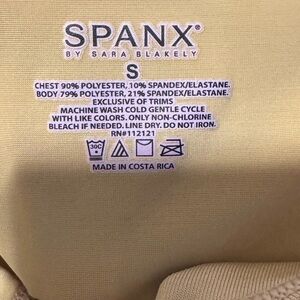 SPANX®
BY SARA BLAKELY
S
CHEST 90% POLYESTER, 10% SPANDEX/ELASTANE.
BODY 79% POLYESTER, 21% SPANDEX/ELASTANE.
EXCLUSIVE OF TRIMS
MACHINE WASH COLD GENTLE CYCLE
WITH LIKE COLORS. ONLY NON-CHLORINE
BLEACH IF NEEDED. LINE DRY. DO NOT IRON.
RN#112121
30C
MADE IN COSTA RICA